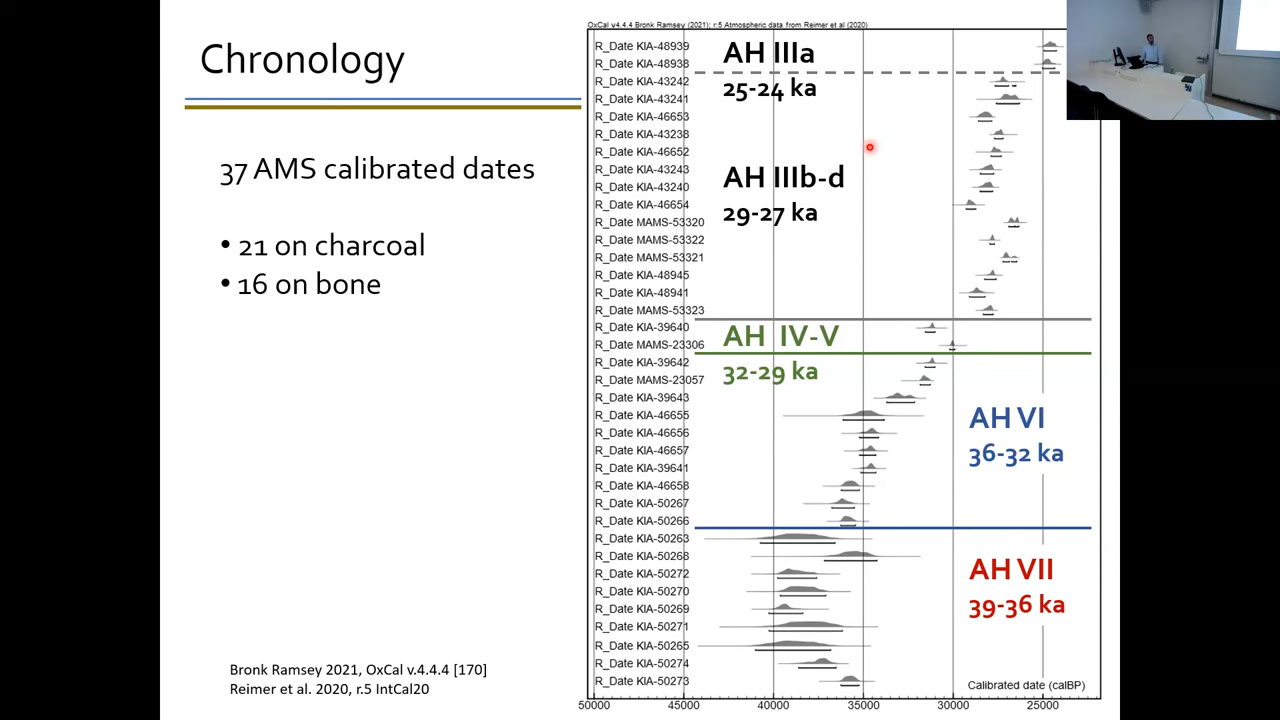 Chronology
37 AMS calibrated dates
• 21 on charcoal
• 16 on bone
Bronk Ramsey 2021, OxCal v.4.4.4 [170]
Reimer et al. 2020, r.5 IntCal20
OxCal v4.4.4 Bronk Ramsey (2021); r:5 Atmospheric data from Reimer et al (2020)
R_Date KIA-48939
R_Date KIA-48938
R_Date KIA-43242
R_Date KIA-43241
R_Date KIA-46653
R_Date KIA-43238
R_Date KIA-46652
R_Date KIA-43243
R_Date KIA-43240
R_Date KIA-46654
R_Date MAMS-53320
R_Date MAMS-53322
R_Date MAMS-53321
R_Date KIA-48945
R_Date KIA-48941
R_Date MAMS-53323
R_Date KIA-39640
R_Date MAMS-23306
R_Date KIA-39642
R_Date MAMS-23057
R_Date KIA-39643
R_Date KIA-46655
R_Date KIA-46656
R_Date KIA-46657
R_Date KIA-39641
R_Date KIA-46658
R_Date KIA-50267
R_Date KIA-50266
R_Date KIA-50263
R_Date KIA-50268
R_Date KIA-50272
R_Date KIA-50270
R_Date KIA-50269
R_Date KIA-50271
R_Date KIA-50265
R_Date KIA-50274
R_Date KIA-50273
AH IIIa
25-24 ka
AH IIIb-d
29-27 ka
AH IV-V
32-29 ka
AH VI
36-32 ka
AH VII
39-36 ka
Calibrated date (calBP)
50000 45000 40000 35000 30000 25000